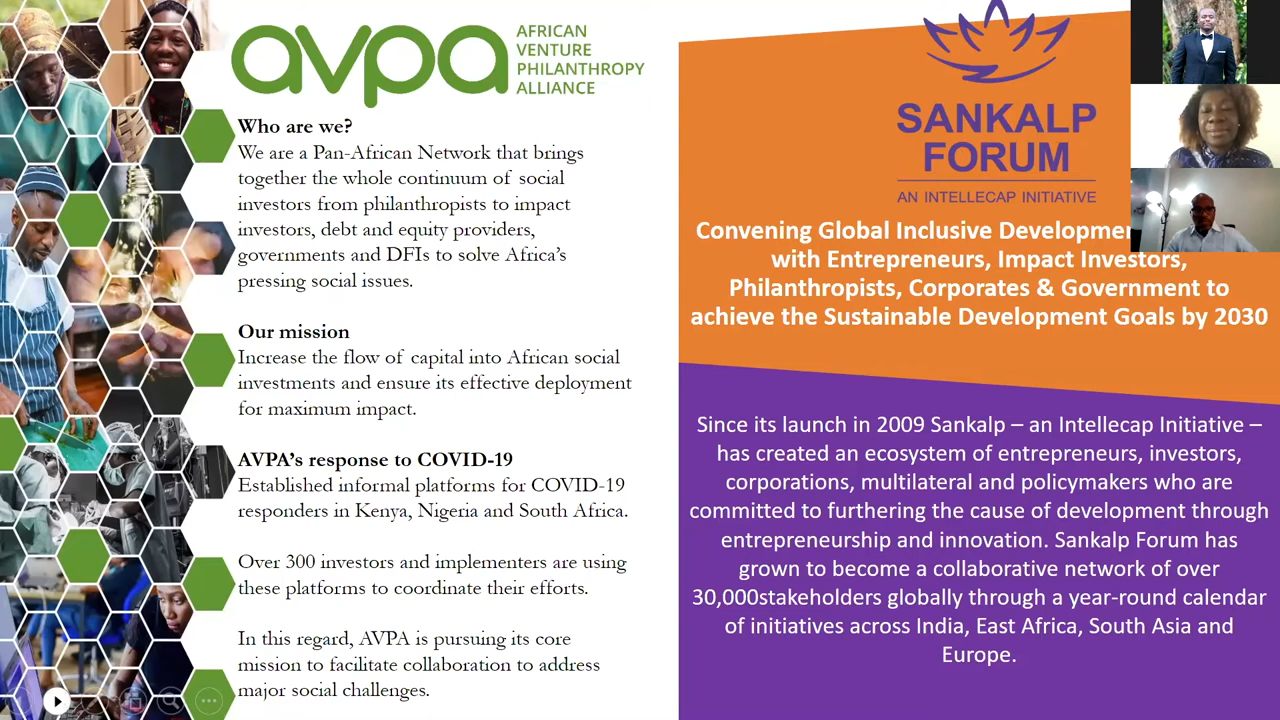 avpa
AFRICAN
VENTURE
PHILANTHROPY
ALLIANCE
Who are we?
We are a Pan-African Network that brings
together the whole continuum of social
investors from philanthropists to impact
investors, debt and equity providers,
governments and DFIs to solve Africa's
pressing social issues.
Our mission
Increase the flow of capital into African social
investments and ensure its effective deployment
for maximum impact.
AVPA's response to COVID-19
Established informal platforms for COVID-19
responders in Kenya, Nigeria and South Africa.
Over 300 investors and implementers are using
these platforms to coordinate their efforts.
In this regard, AVPA is pursuing its core
mission to facilitate collaboration to address
major social challenges.
SANKALP
FORUM
AN INTELLECAP INITIATIVE
Convening Global Inclusive
with Entrepreneurs, Impact Investors,
Philanthropists, Corporates & Government to
achieve the Sustainable Development Goals by 2030
Since its launch in 2009 Sankalp – an Intellecap Initiative –
has created an ecosystem of entrepreneurs, investors,
corporations, multilateral and policymakers who are
committed to furthering the cause of development through
entrepreneurship and innovation. Sankalp Forum has
grown to become a collaborative network of over
30,000stakeholders globally through a year-round calendar
of initiatives across India, East Africa, South Asia and
Europe.